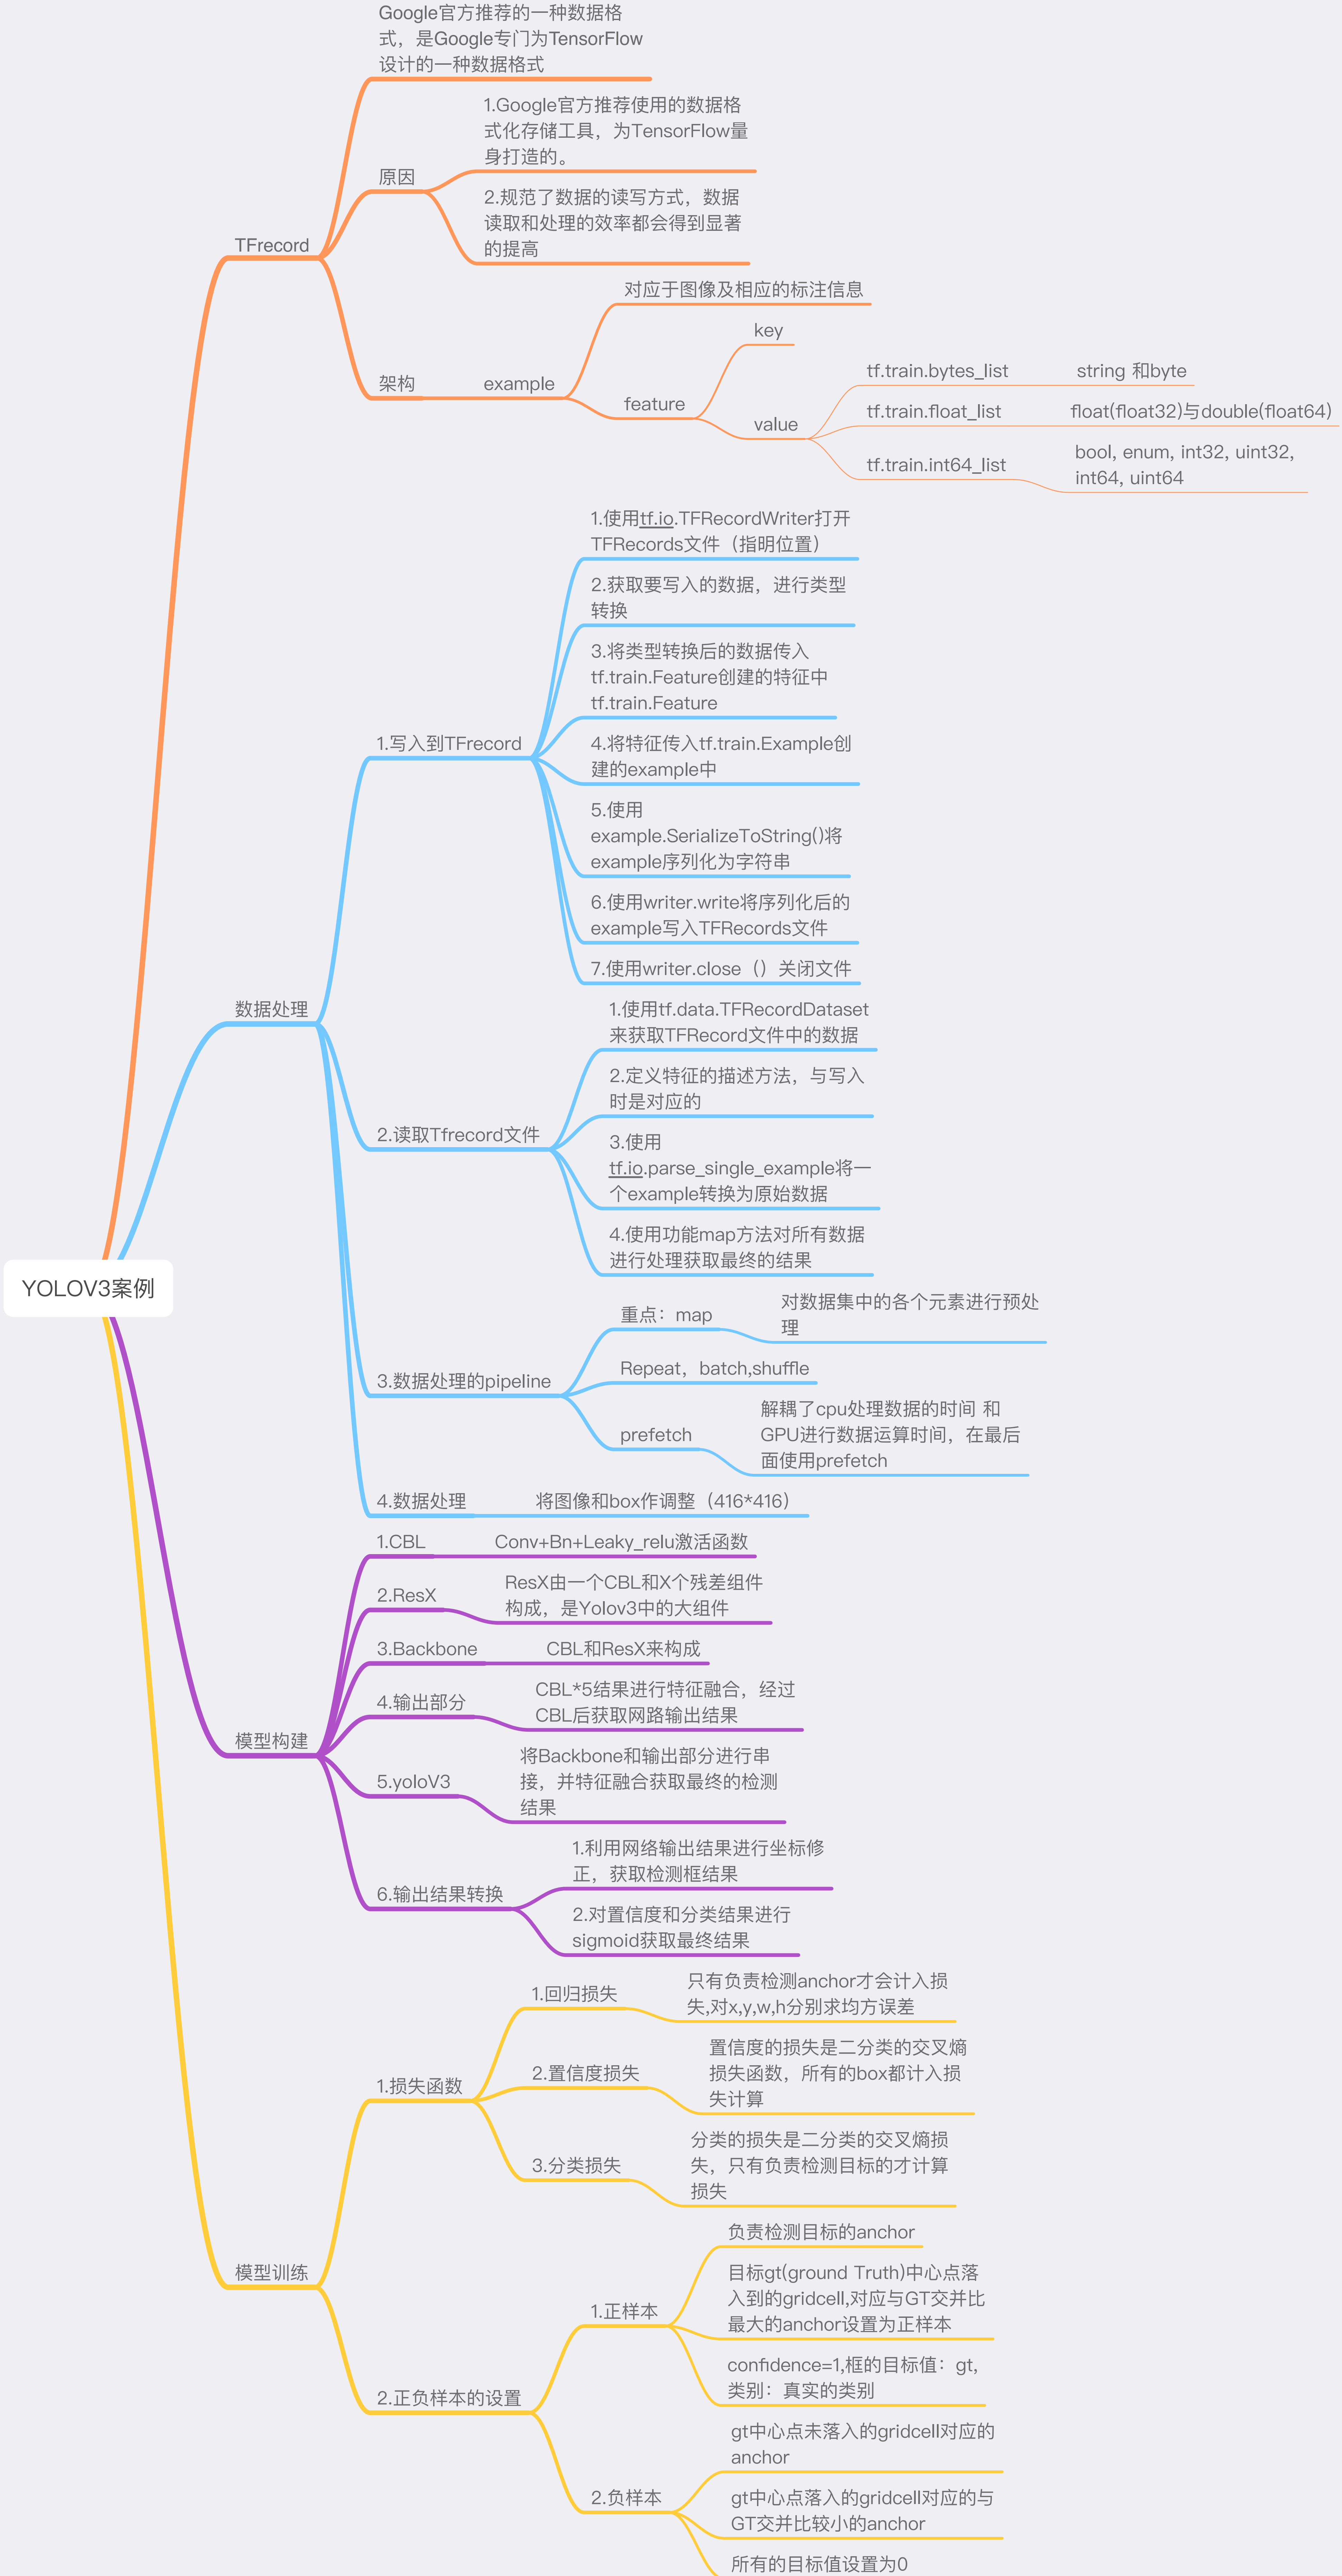 Google官方推荐的一种数据格
式，是Google专门为TensorFlow
设计的一种数据格式
1.Google官方推荐使用的数据格
式化存储工具，为TensorFlow量
身打造的。
原因
2.规范了数据的读写方式，数据
读取和处理的效率都会得到显著
的提高
TFrecord
对应于图像及相应的标注信息
key
tf.train.bytes_list
string 和byte
架构
example
feature
tf.train.float_list
float(float32)与double(float64)
value
tf.train.int64_list
bool, enum, int32, uint32,
int64, uint64
1.使用tf.io.TFRecordWriter打开
TFRecords文件（指明位置）
2.获取要写入的数据，进行类型
转换
3.将类型转换后的数据传入
tf.train.Feature创建的特征中
tf.train.Feature
1.写入到TFrecord
4.将特征传入tf.train.Example创
建的example中
5.使用
example.SerializeToString()将
example序列化为字符串
6.使用writer.write将序列化后的
example写入TFRecords文件
7.使用writer.close（）关闭文件
数据处理
1.使用tf.data.TFRecordDataset
来获取TFRecord文件中的数据
2.定义特征的描述方法，与写入
时是对应的
2.读取Tfrecord文件
3.使用
tf.io.parse_single_example将一
个example转换为原始数据
4.使用功能map方法对所有数据
进行处理获取最终的结果
YOLOV3案例
重点：map
对数据集中的各个元素进行预处
理
3.数据处理的pipeline
Repeat，batch,shuffle
prefetch
解耦了cpu处理数据的时间 和
GPU进行数据运算时间，在最后
面使用prefetch
4.数据处理
将图像和box作调整（416*416）
1.CBL
Conv+Bn+Leaky_relu激活函数
2.ResX
ResX由一个CBL和X个残差组件
构成，是Yolov3中的大组件
3.Backbone
CBL和ResX来构成
4.输出部分
CBL*5结果进行特征融合，经过
CBL后获取网路输出结果
模型构建
5.yoloV3
将Backbone和输出部分进行串
接，并特征融合获取最终的检测
结果
6.输出结果转换
1.利用网络输出结果进行坐标修
正，获取检测框结果
2.对置信度和分类结果进行
sigmoid获取最终结果
1.回归损失
只有负责检测anchor才会计入损
失,对x,y,w,h分别求均方误差
1.损失函数
2.置信度损失
置信度的损失是二分类的交叉熵
损失函数，所有的box都计入损
失计算
3.分类损失
分类的损失是二分类的交叉熵损
失，只有负责检测目标的才计算
损失
模型训练
负责检测目标的anchor
1.正样本
目标gt(ground Truth)中心点落
入到的gridcell,对应与GT交并比
最大的anchor设置为正样本
confidence=1,框的目标值：gt,
类别：真实的类别
2.正负样本的设置
gt中心点未落入的gridcell对应的
anchor
2.负样本
gt中心点落入的gridcell对应的与
GT交并比较小的anchor
所有的目标值设置为0